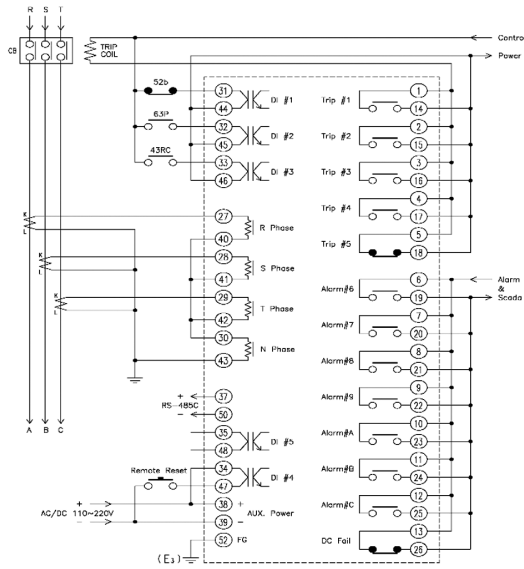 R S T
CB
TRIP
COIL
Contro
Power
52b
31
DI #1
44
63P
32
DI #2
45
43RC
33
DI #3
46
K
L
27
R Phase
40
K
L
28
S Phase
41
K
L
29
T Phase
42
30
N Phase
43
A B C
+
RS-485C
-
37
50
35
DI #5
48
Remote Reset
34
DI #4
47
+
AC/DC 110~220V
-
38 +
AUX. Power
39 -
52 FG
(E₃)
1
Trip #1
14
2
Trip #2
15
3
Trip #3
16
4
Trip #4
17
5
Trip #5
18
Alarm
&
Scada
6
Alarm#6
19
7
Alarm#7
20
8
Alarm#8
21
9
Alarm#9
22
10
Alarm#A
23
11
Alarm#B
24
12
Alarm#C
25
13
DC Fail
26